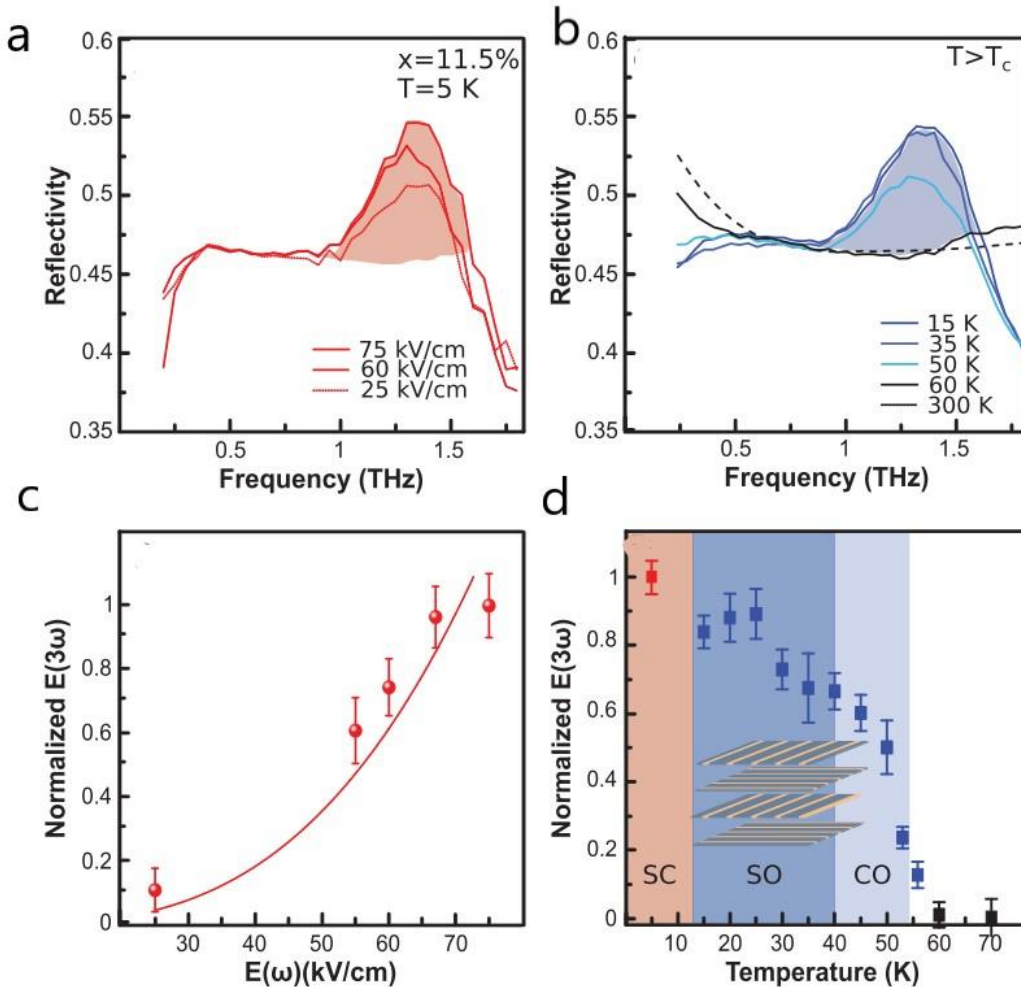 a
0.6
0.55
0.5
0.45
0.4
0.35
Reflectivity
x=11.5%
T=5 K
75 kV/cm
60 kV/cm
25 kV/cm
0.5
1
1.5
Frequency (THz)
b
0.6
0.55
0.5
0.45
0.4
0.35
Reflectivity
T>Tc
15 K
35 K
50 K
60 K
300 K
0.5
1
1.5
Frequency (THz)
c
1
0.8
0.6
0.4
0.2
0
Normalized E(3ω)
30 40 50 60 70
E(ω)(kV/cm)
d
1
0.8
0.6
0.4
0.2
0
Normalized E(3ω)
SC SO CO
10 20 30 40 50 60 70
Temperature (K)